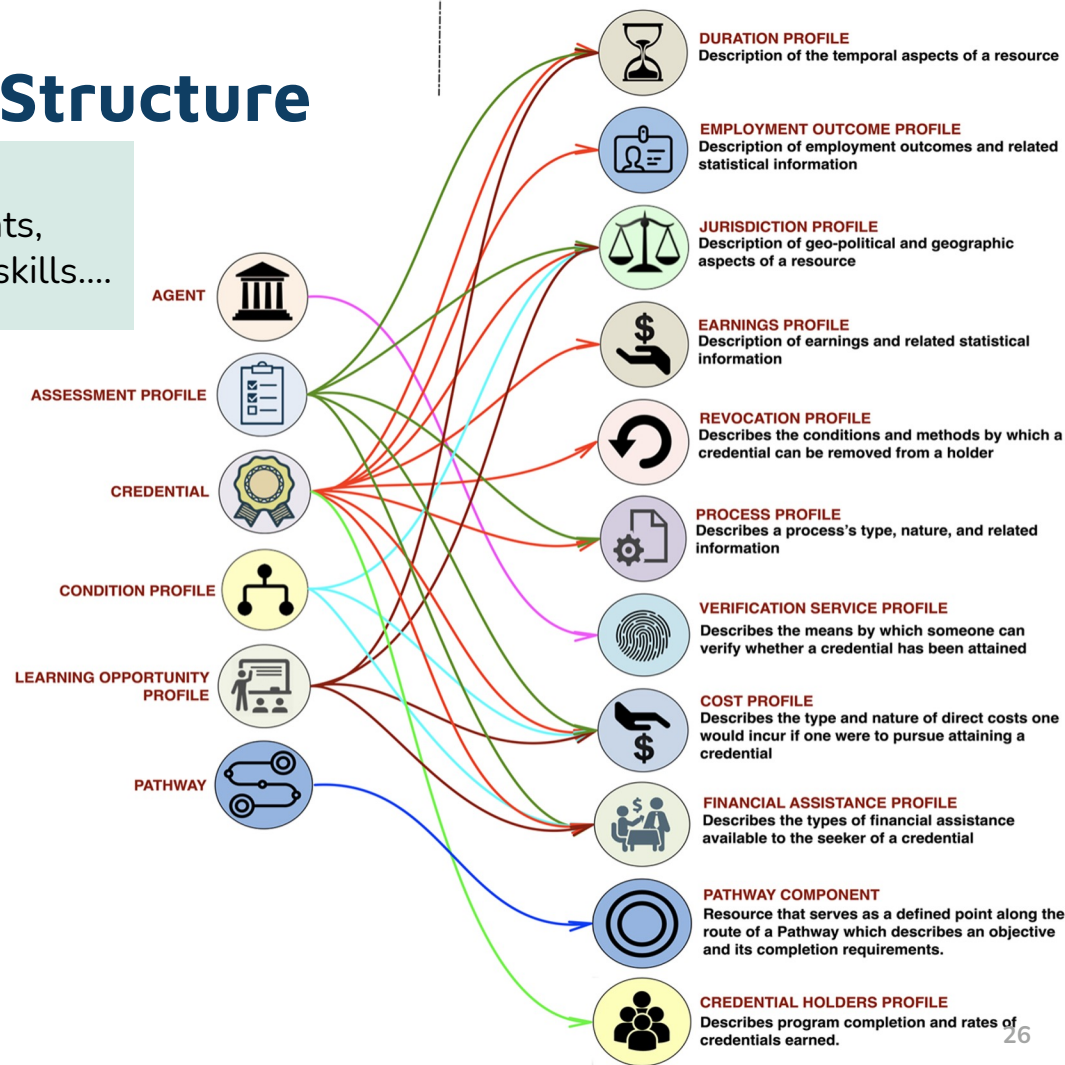 Structure
nts,
skills....
AGENT
ASSESSMENT PROFILE
CREDENTIAL
CONDITION PROFILE
LEARNING OPPORTUNITY
PROFILE
PATHWAY
DURATION PROFILE
Description of the temporal aspects of a resource
EMPLOYMENT OUTCOME PROFILE
Description of employment outcomes and related
statistical information
JURISDICTION PROFILE
Description of geo-political and geographic
aspects of a resource
$
EARNINGS PROFILE
Description of earnings and related statistical
information
REVOCATION PROFILE
Describes the conditions and methods by which a
credential can be removed from a holder
PROCESS PROFILE
Describes a process’s type, nature, and related
information
VERIFICATION SERVICE PROFILE
Describes the means by which someone can
verify whether a credential has been attained
$
COST PROFILE
Describes the type and nature of direct costs one
would incur if one were to pursue attaining a
credential
$
FINANCIAL ASSISTANCE PROFILE
Describes the types of financial assistance
available to the seeker of a credential
PATHWAY COMPONENT
Resource that serves as a defined point along the
route of a Pathway which describes an objective
and its completion requirements.
CREDENTIAL HOLDERS PROFILE
Describes program completion and rates of
credentials earned.
26